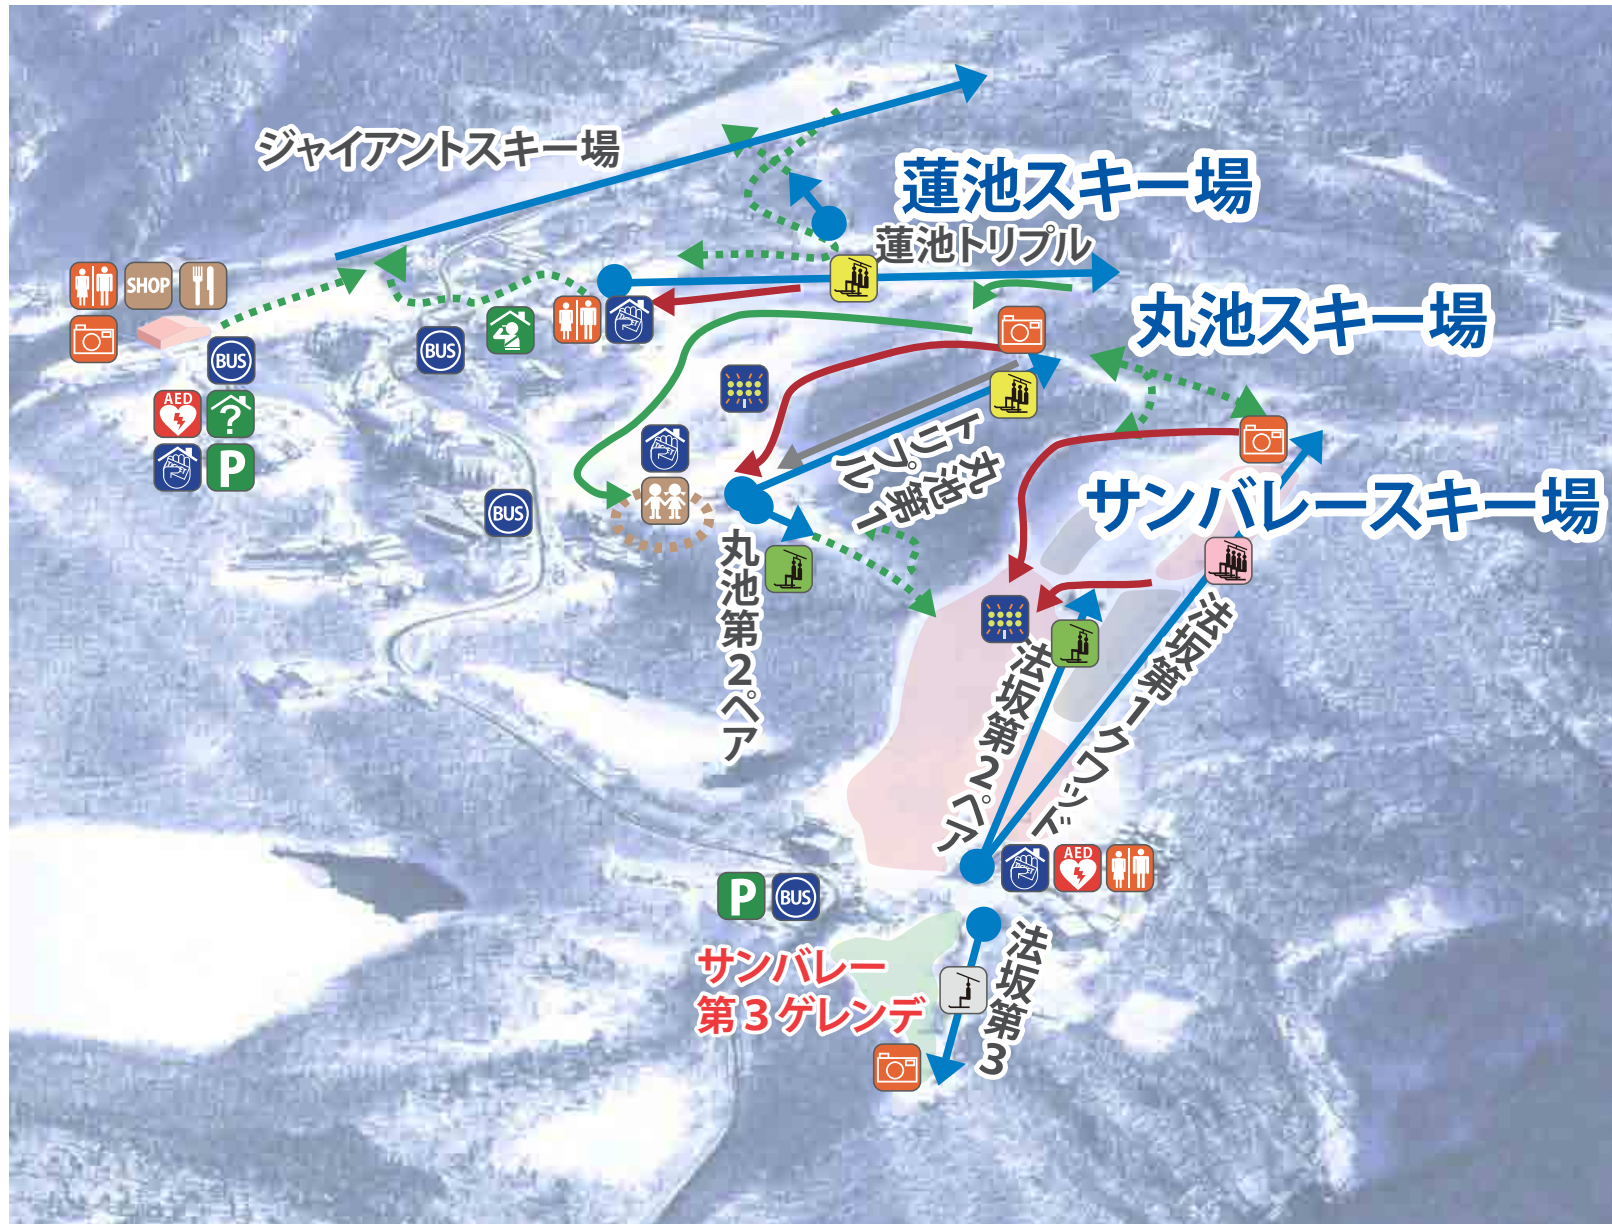 ジャイアントスキー場
蓮池スキー場
蓮池トリプル
SHOP
BUS
BUS
AED
?
P
BUS
丸池スキー場
丸池第1
トリプル
サンバレースキー場
丸池第2ペア
法坂第2ペア
法坂第1クワッド
AED
P
BUS
サンバレー
第3ゲレンデ
法坂第3